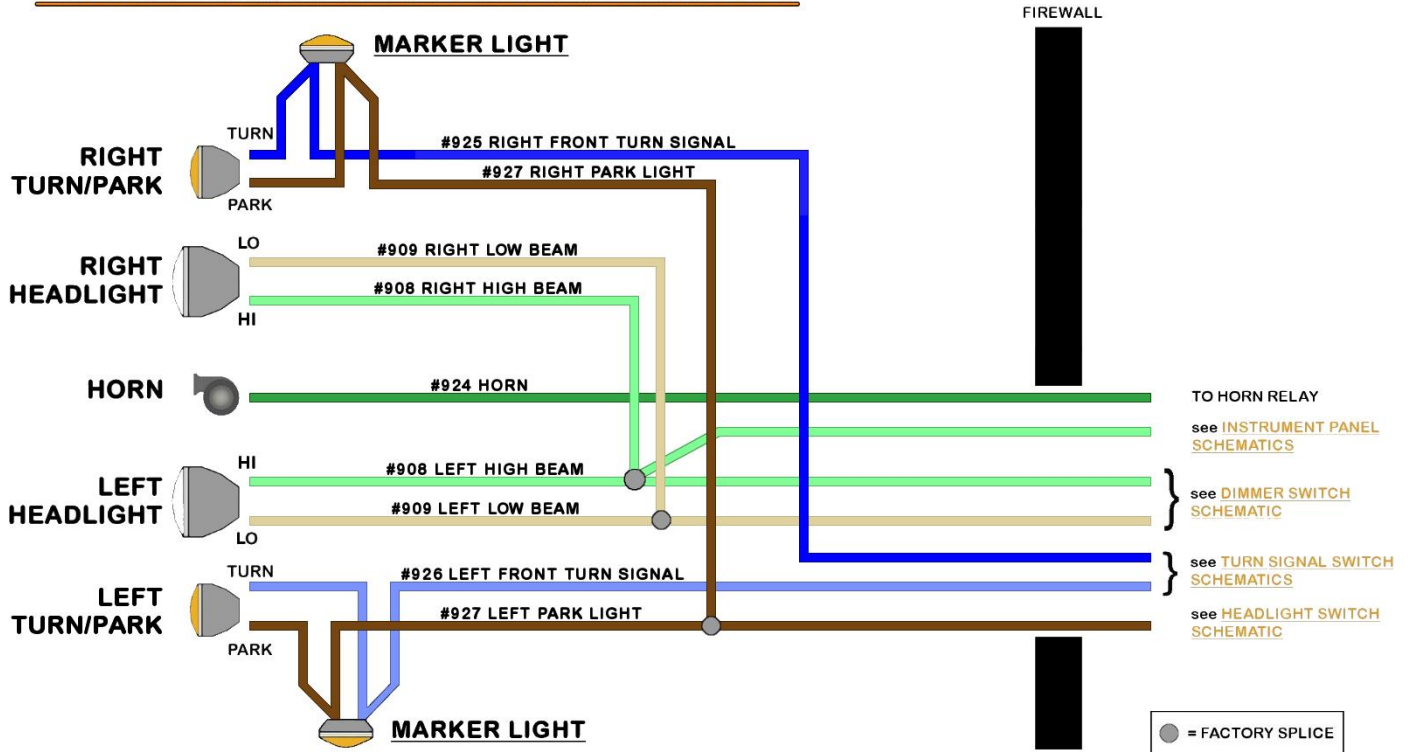 FIREWALL
MARKER LIGHT
TURN
#925 RIGHT FRONT TURN SIGNAL
RIGHT
TURN/PARK
#927 RIGHT PARK LIGHT
PARK
LO
#909 RIGHT LOW BEAM
RIGHT
HEADLIGHT
#908 RIGHT HIGH BEAM
HI
HORN
#924 HORN
TO HORN RELAY
see INSTRUMENT PANEL
SCHEMATICS
HI
#908 LEFT HIGH BEAM
LEFT
HEADLIGHT
see DIMMER SWITCH
SCHEMATIC
#909 LEFT LOW BEAM
LO
TURN
#926 LEFT FRONT TURN SIGNAL
see TURN SIGNAL SWITCH
SCHEMATICS
LEFT
TURN/PARK
#927 LEFT PARK LIGHT
see HEADLIGHT SWITCH
SCHEMATIC
PARK
MARKER LIGHT
= FACTORY SPLICE